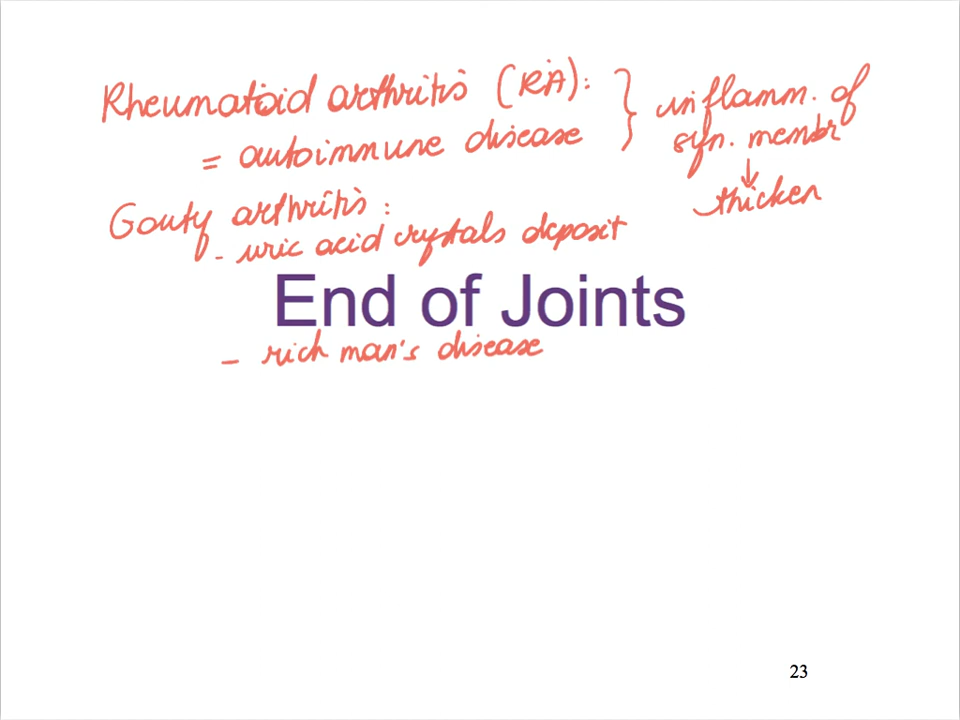 Rheumatoid arthritis (RA): } inflamm. of
= autoimmune disease syn. membr
↓
thicken
Gouty arthritis:
- uric acid crystals deposit
End of Joints
- rich man's disease
23